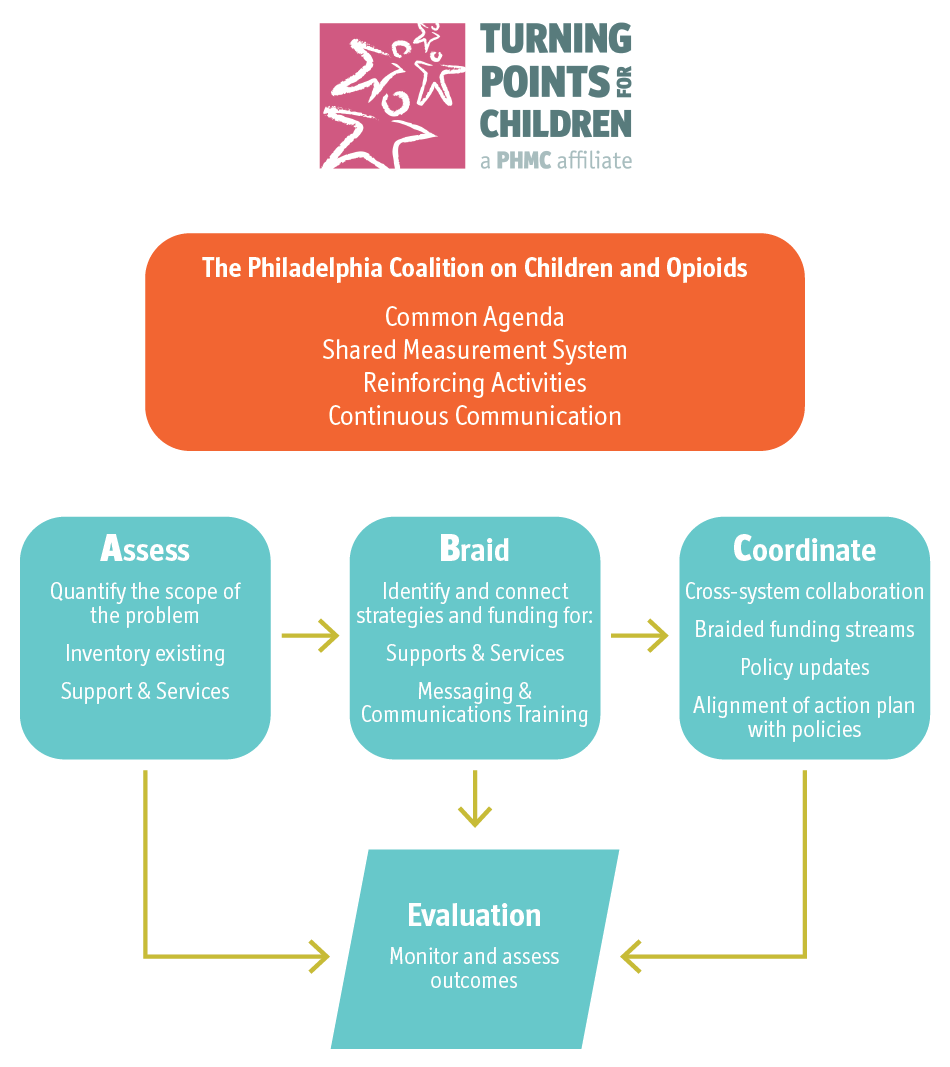 TURNING
POINTS FOR
CHILDREN
a PHMC affiliate
The Philadelphia Coalition on Children and Opioids
Common Agenda
Shared Measurement System
Reinforcing Activities
Continuous Communication
Assess
Quantify the scope of
the problem
Inventory existing
Support & Services
Braid
Identify and connect
strategies and funding for:
Supports & Services
Messaging &
Communications Training
Coordinate
Cross-system collaboration
Braided funding streams
Policy updates
Alignment of action plan
with policies
Evaluation
Monitor and assess
outcomes